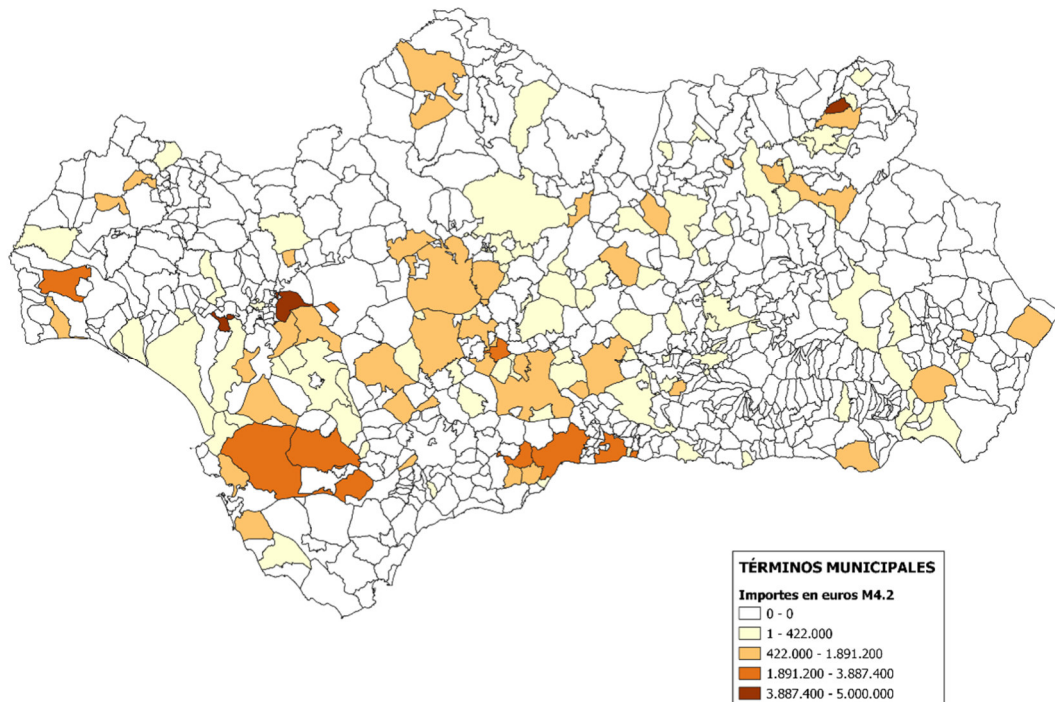 TÉRMINOS MUNICIPALES
Importes en euros M4.2
0 - 0
1 - 422.000
422.000 - 1.891.200
1.891.200 - 3.887.400
3.887.400 - 5.000.000